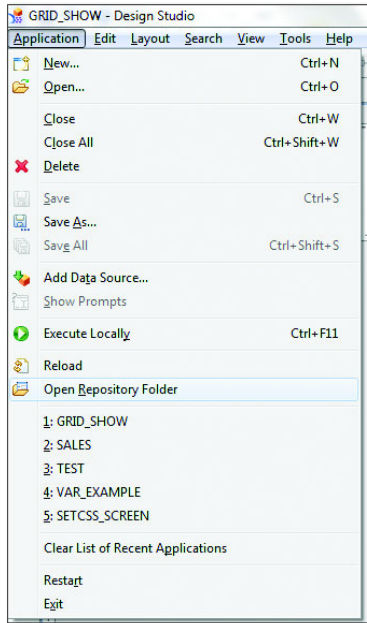 GRID_SHOW - Design Studio
Application Edit Layout Search View Tools Help
New... Ctrl+N
Open... Ctrl+O
Close Ctrl+W
Close All Ctrl+Shift+W
Delete
Save Ctrl+S
Save As...
Save All Ctrl+Shift+S
Add Data Source...
Show Prompts
Execute Locally Ctrl+F11
Reload
Open Repository Folder
1: GRID_SHOW
2: SALES
3: TEST
4: VAR_EXAMPLE
5: SETCSS_SCREEN
Clear List of Recent Applications
Restart
Exit